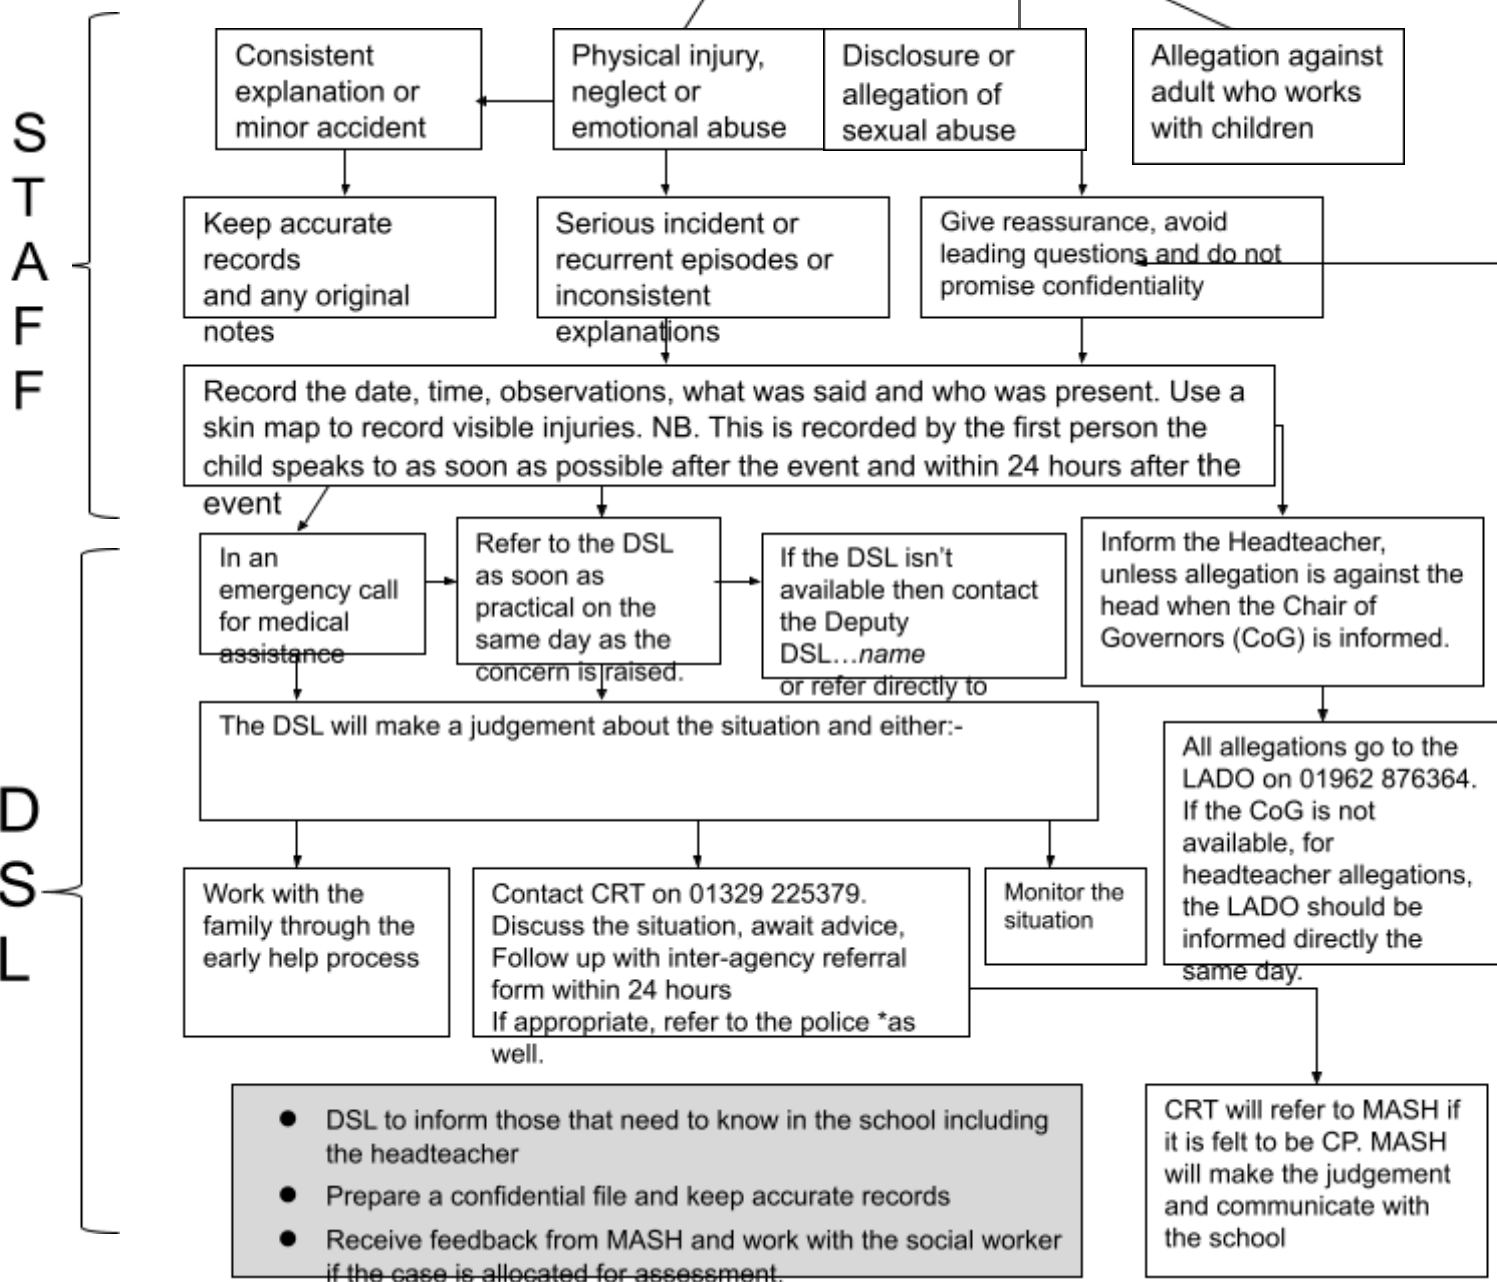 S
T
A
F
F
Consistent
explanation or
minor accident
Physical injury,
neglect or
emotional abuse
Disclosure or
allegation of
sexual abuse
Allegation against
adult who works
with children
Keep accurate
records
and any original
notes
Serious incident or
recurrent episodes or
inconsistent
explanations
Give reassurance, avoid
leading questions and do not
promise confidentiality
Record the date, time, observations, what was said and who was present. Use a
skin map to record visible injuries. NB. This is recorded by the first person the
child speaks to as soon as possible after the event and within 24 hours after the
event
D
S
L
In an
emergency call
for medical
assistance
Refer to the DSL
as soon as
practical on the
same day as the
concern is raised.
If the DSL isn’t
available then contact
the Deputy
DSL…name
or refer directly to
Inform the Headteacher,
unless allegation is against the
head when the Chair of
Governors (CoG) is informed.
The DSL will make a judgement about the situation and either:-
All allegations go to the
LADO on 01962 876364.
If the CoG is not
available, for
headteacher allegations,
the LADO should be
informed directly the
same day.
Work with the
family through the
early help process
Contact CRT on 01329 225379.
Discuss the situation, await advice,
Follow up with inter-agency referral
form within 24 hours
If appropriate, refer to the police *as
well.
Monitor the
situation
● DSL to inform those that need to know in the school including
the headteacher
● Prepare a confidential file and keep accurate records
● Receive feedback from MASH and work with the social worker
if the case is allocated for assessment.
CRT will refer to MASH if
it is felt to be CP. MASH
will make the judgement
and communicate with
the school